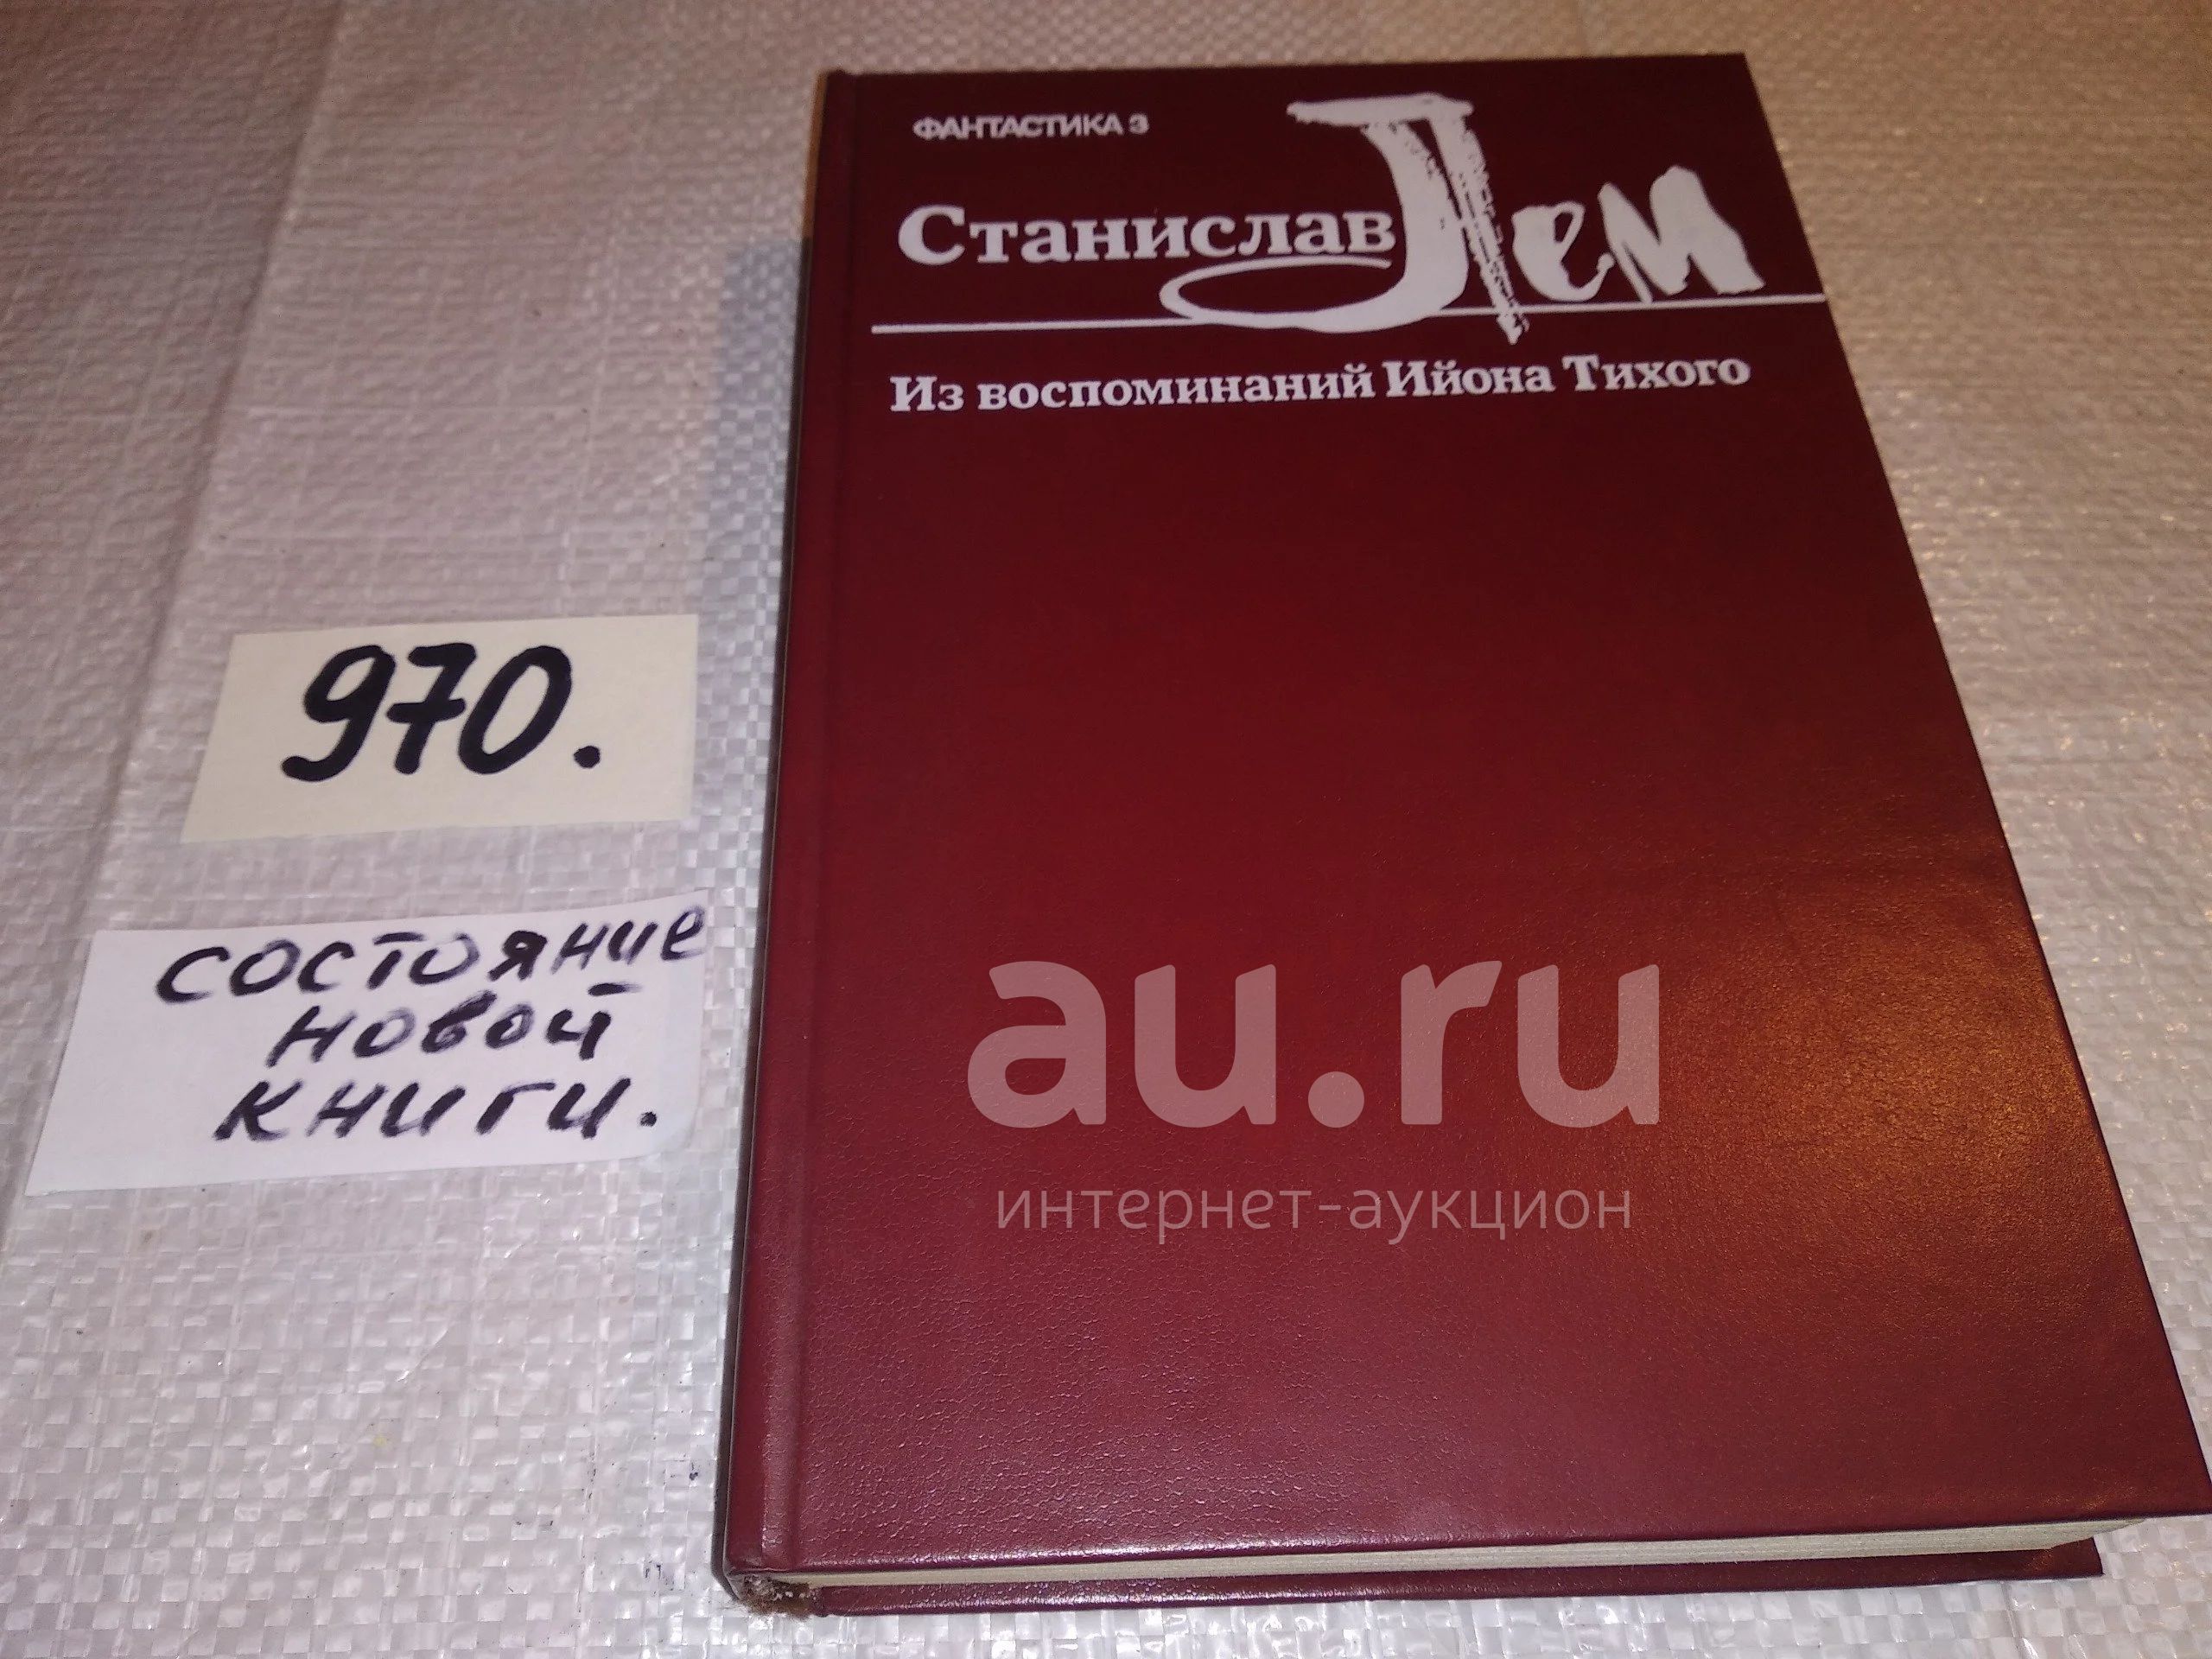 ФАНТАСТИКА 3
Станислав Лем
Из воспоминаний Ийона Тихого
970.
состояние
новой
книги.
au.ru
интернет-аукцион